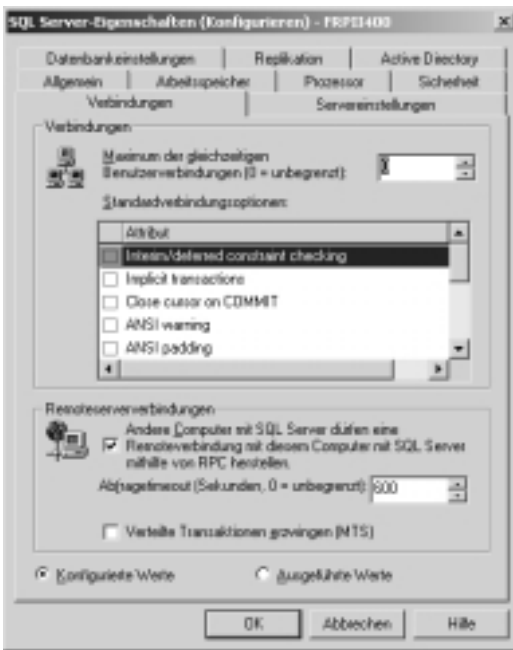 SQL Server-Eigenschaften (Konfigurieren) - FRPII400
Datenbankeinstellungen Replikation Active Directory
Allgemein Arbeitsspeicher Prozessor Sicherheit
Verbindungen Servereinstellungen
Verbindungen
Maximum der gleichzeitigen
Benutzerverbindungen (0 = unbegrenzt): 0
Standardverbindungsoptionen:
Attribut
Interim/deferred constraint checking
Implicit transactions
Close cursor on COMMIT
ANSI warning
ANSI padding
Remoteserververbindungen
Andere Computer mit SQL Server dürfen eine
Remoteverbindung mit diesem Computer mit SQL Server
mithilfe von RPC herstellen.
Abfragetimeout (Sekunden, 0 = unbegrenzt): 600
Verteilte Transaktionen erzwingen (MTS)
Konfigurierte Werte Ausgeführte Werte
OK Abbrechen Hilfe